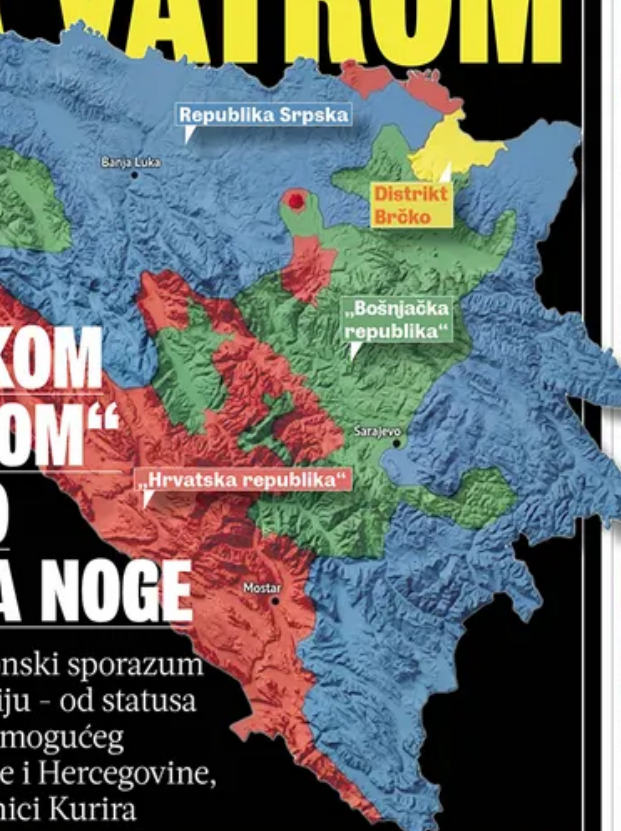 VATROM
Republika Srpska
Banja Luka
Distrikt
Brčko
„Bošnjačka
republika“
KOM
OM“
Sarajevo
„Hrvatska republika“
O
A NOGE
Mostar
onski sporazum
iju - od statusa
mogućeg
e i Hercegovine,
nici Kurira